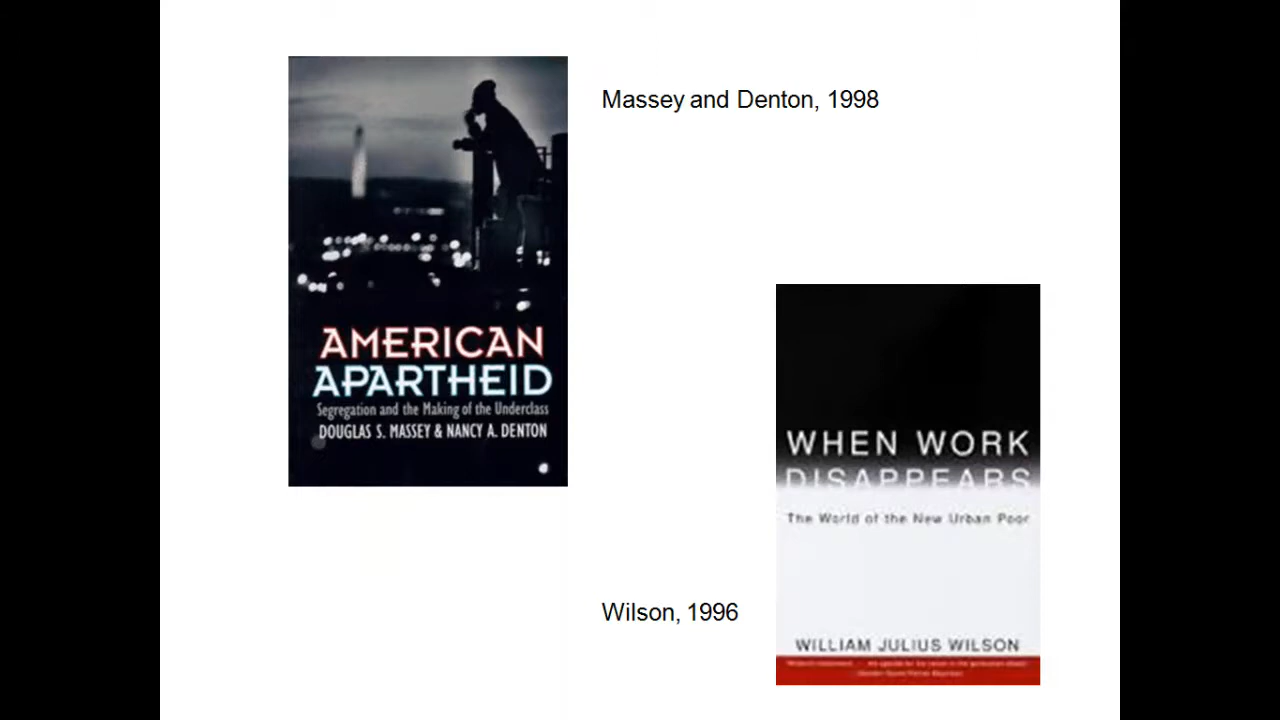 Massey and Denton, 1998
AMERICAN
APARTHEID
Segregation and the Making of the Underclass
DOUGLAS S. MASSEY & NANCY A. DENTON
WHEN WORK
DISAPPEARS
The World of the New Urban Poor
Wilson, 1996
WILLIAM JULIUS WILSON